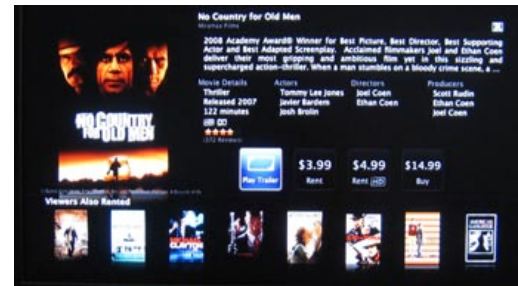 No Country for Old Men
Miramax Films
2008 Academy Award® Winner for Best Picture, Best Director, Best Supporting
Actor and Best Adapted Screenplay. Acclaimed filmmakers Joel and Ethan Coen
deliver their most gripping and ambitious film yet in this sizzling and
supercharged action-thriller. When a man stumbles on a bloody crime scene, a ...
Movie Details
Thriller
Released 2007
122 minutes
Actors
Tommy Lee Jones
Javier Bardem
Josh Brolin
Directors
Joel Coen
Ethan Coen
Producers
Scott Rudin
Ethan Coen
Joel Coen
NO COUNTRY
FOR OLD MEN
Play Trailer
$3.99
Rent
$4.99
Rent HD
$14.99
Buy
Viewers Also Rented
CLAYTON
AMERICAN
GANGSTER